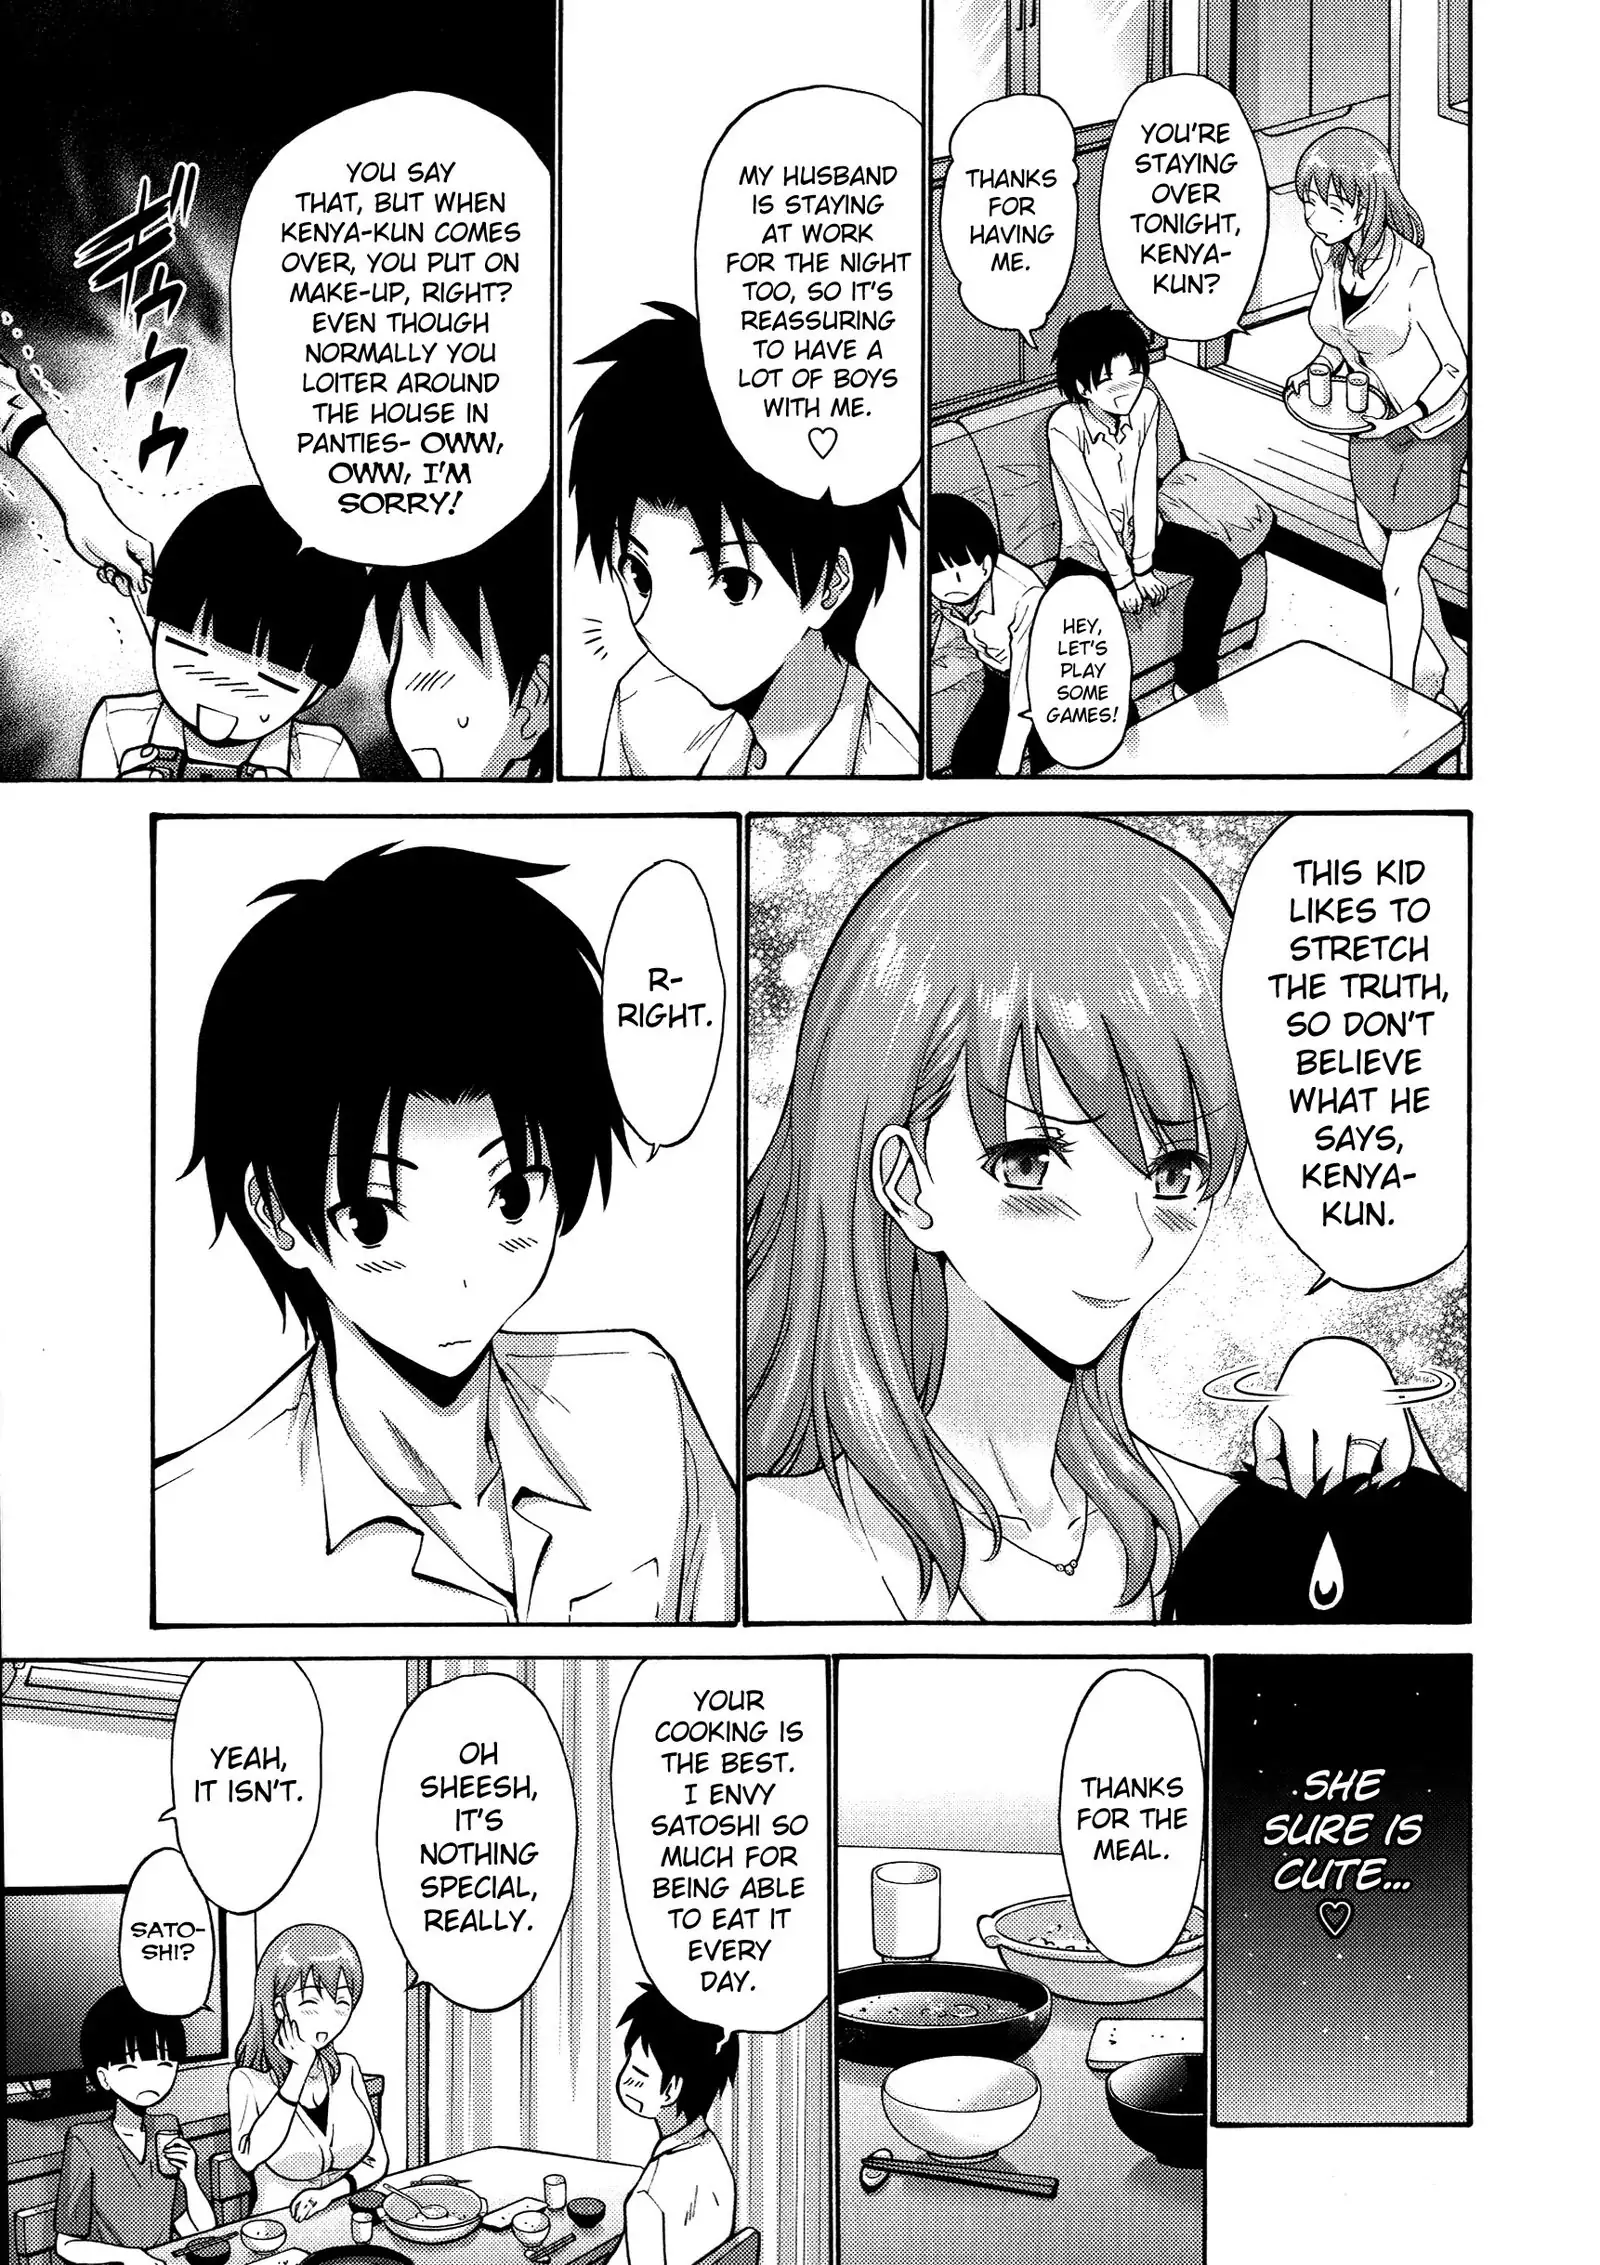 YOU'RE
STAYING
OVER
TONIGHT,
KENYA-
KUN?
THANKS
FOR
HAVING
ME.
HEY,
LET'S
PLAY
SOME
GAMES!
MY HUSBAND
IS STAYING
AT WORK
FOR THE NIGHT
TOO, SO IT'S
REASSURING
TO HAVE A
LOT OF BOYS
WITH ME.
♡
YOU SAY
THAT, BUT WHEN
KENYA-KUN COMES
OVER, YOU PUT ON
MAKE-UP, RIGHT?
EVEN THOUGH
NORMALLY YOU
LOITER AROUND
THE HOUSE IN
PANTIES- OWW,
OWW, I'M
SORRY!
THIS KID
LIKES TO
STRETCH
THE TRUTH,
SO DON'T
BELIEVE
WHAT HE
SAYS,
KENYA-
KUN.
R-
RIGHT.
SHE
SURE IS
CUTE...
♡
THANKS
FOR THE
MEAL.
YOUR
COOKING IS
THE BEST.
I ENVY
SATOSHI SO
MUCH FOR
BEING ABLE
TO EAT IT
EVERY
DAY.
OH
SHEESH,
IT'S
NOTHING
SPECIAL,
REALLY.
YEAH,
IT ISN'T.
SATO-
SHI?